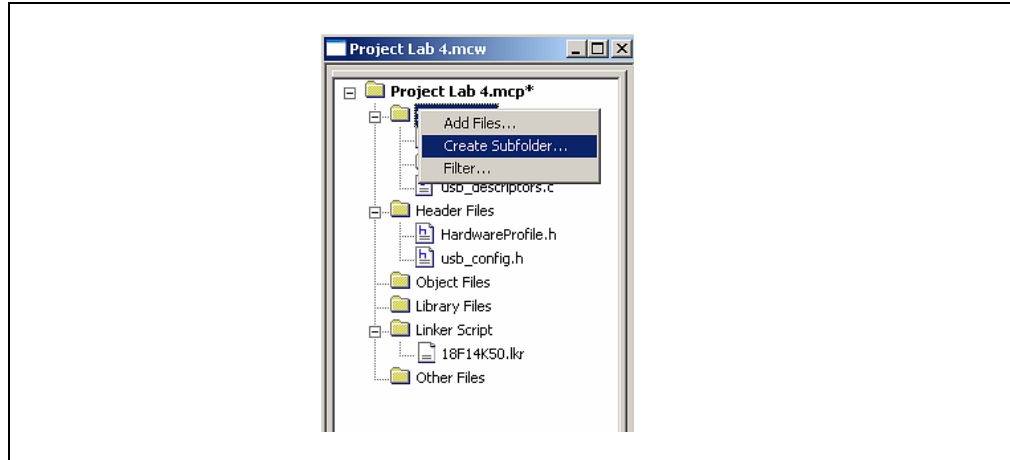 Project Lab 4.mcw
Project Lab 4.mcp*
Add Files...
Create Subfolder...
Filter...
usb_descriptors.c
Header Files
HardwareProfile.h
usb_config.h
Object Files
Library Files
Linker Script
18F14K50.lkr
Other Files